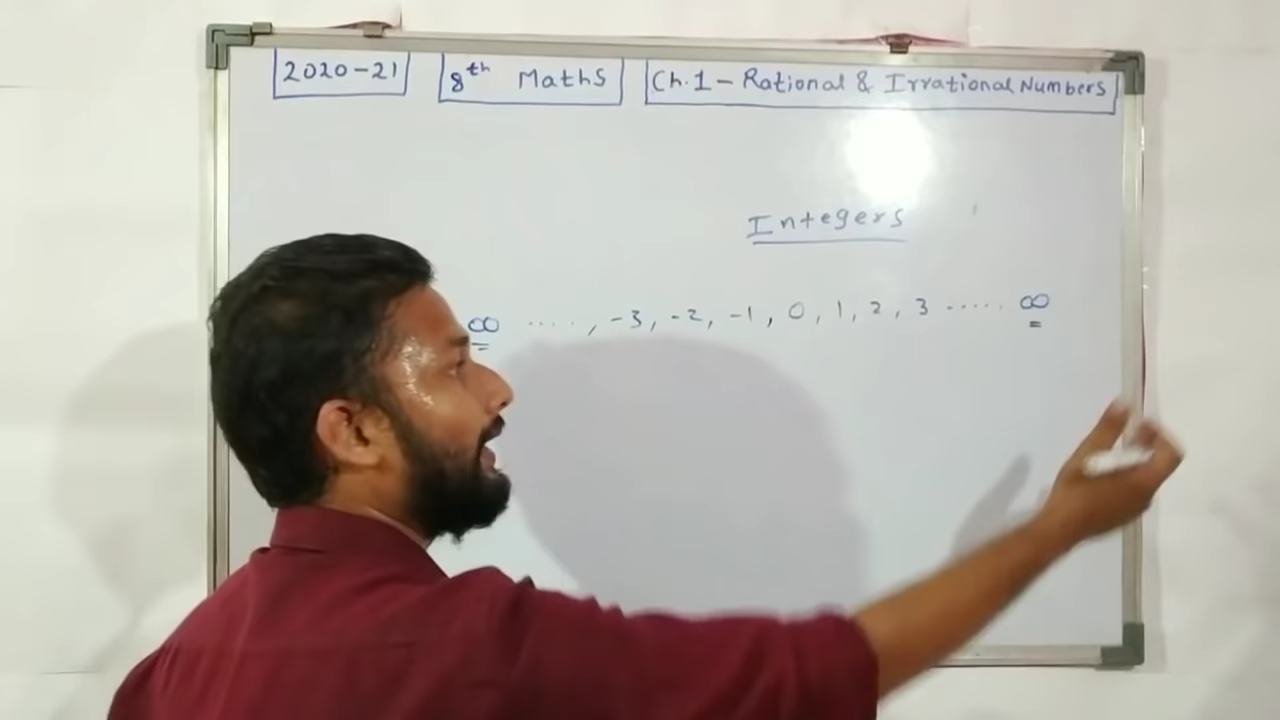 2020-21 8th Maths Ch.1 - Rational & Irrational Numbers
Integers
∞ ....., -3, -2, -1, 0, 1, 2, 3 ..... ∞